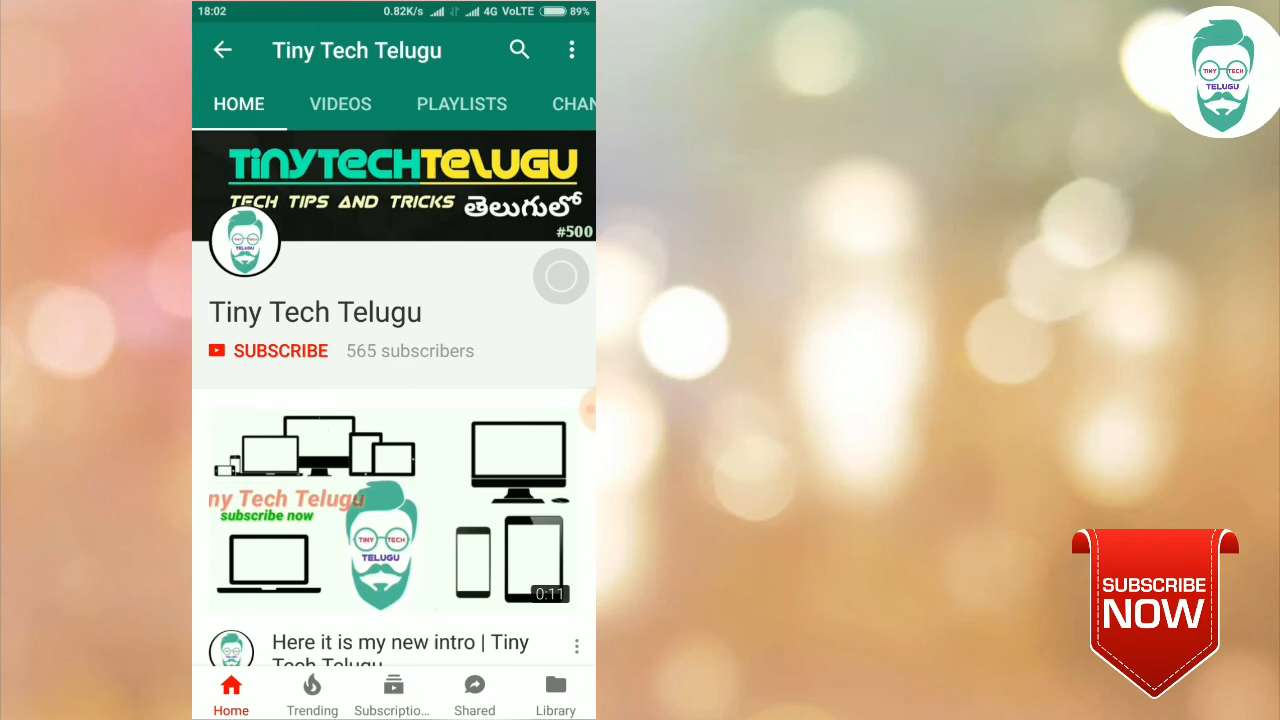 18:02 0.82K/s 4G VoLTE 89%
Tiny Tech Telugu
HOME VIDEOS PLAYLISTS CHAN
TiNYTECHTELUGU
TECH TIPS AND TRICKS తెలుగులో
#500
TINY TECH
TELUGU
Tiny Tech Telugu
SUBSCRIBE 565 subscribers
ny Tech Telugu
subscribe now
TINY TECH
TELUGU
0:11
Here it is my new intro | Tiny
Tech Telugu
Home Trending Subscriptio... Shared Library
TINY TECH
TELUGU
SUBSCRIBE
NOW